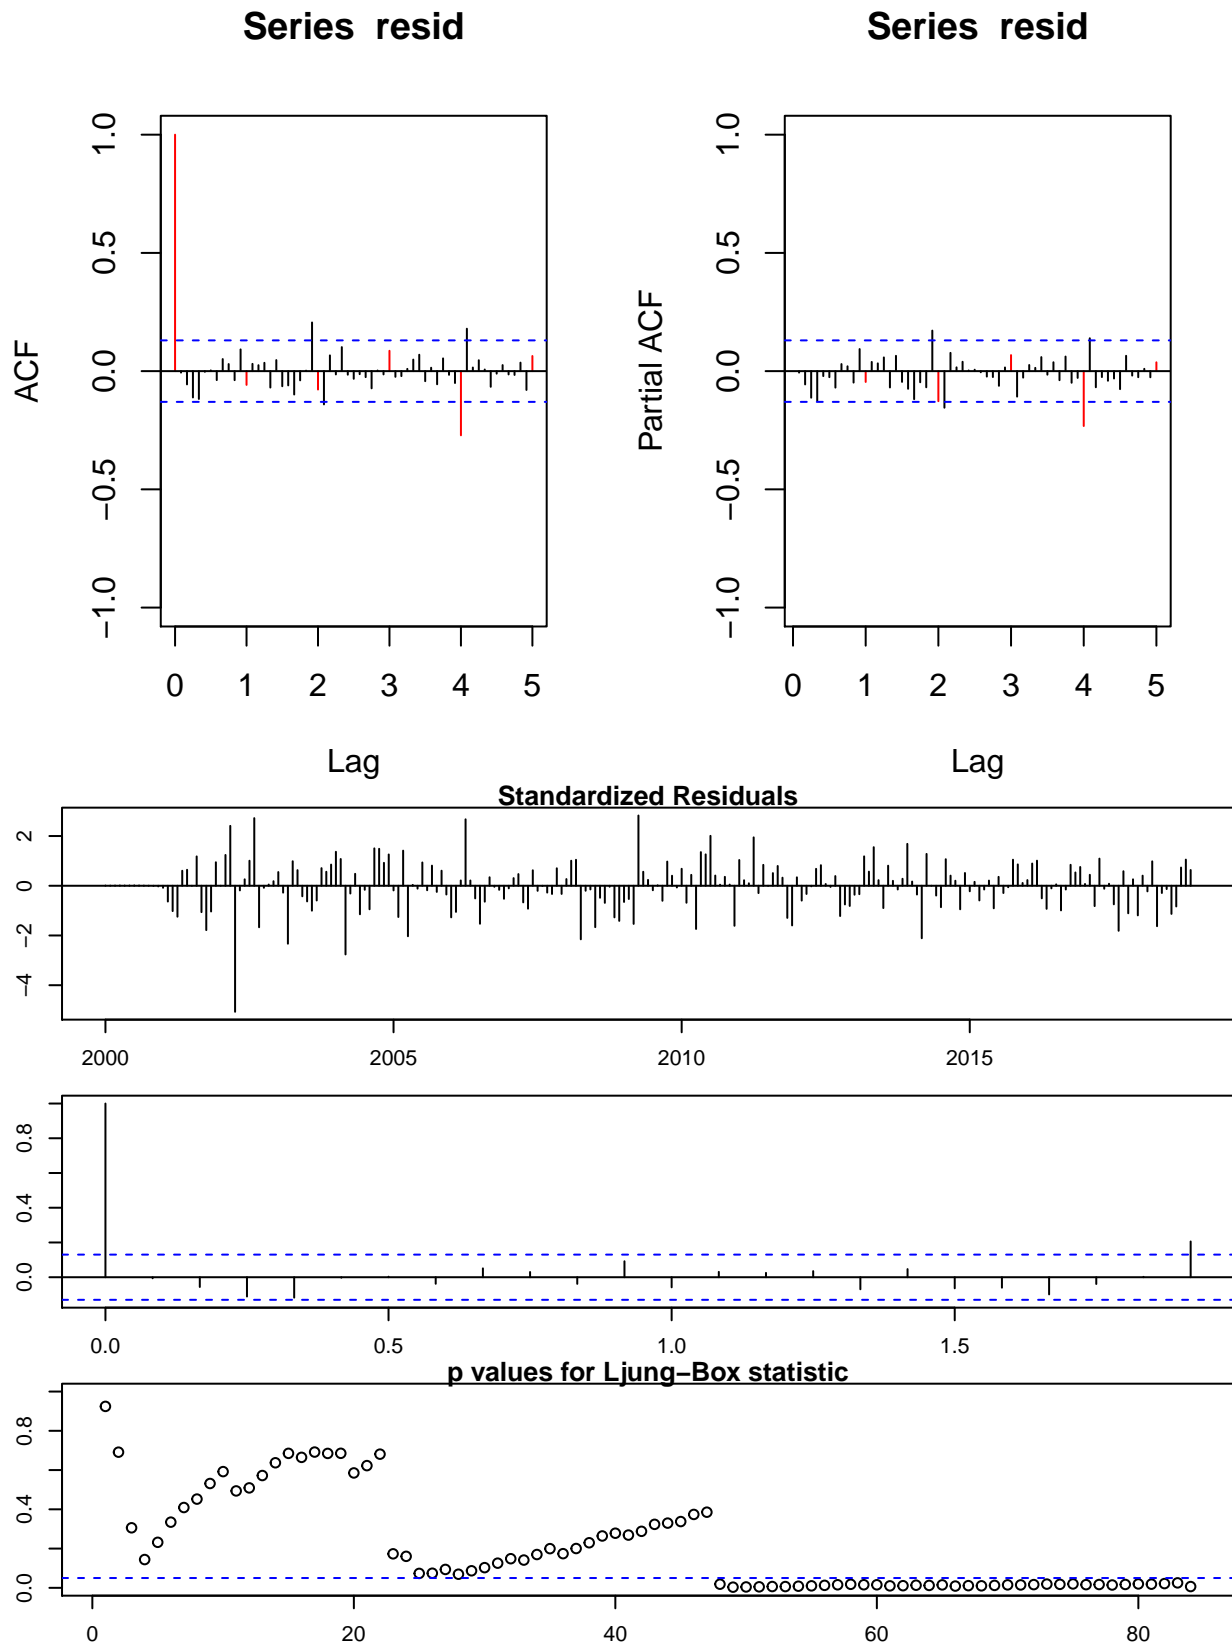 Series resid
Series resid
ACF
1.0
0.5
0.0
−0.5
−1.0
0 1 2 3 4 5
Lag
Partial ACF
1.0
0.5
0.0
−0.5
−1.0
0 1 2 3 4 5
Lag
Standardized Residuals
2
0
−2
−4
2000 2005 2010 2015
0.8
0.4
0.0
0.0 0.5 1.0 1.5
p values for Ljung−Box statistic
0.8
0.4
0.0
0 20 40 60 80